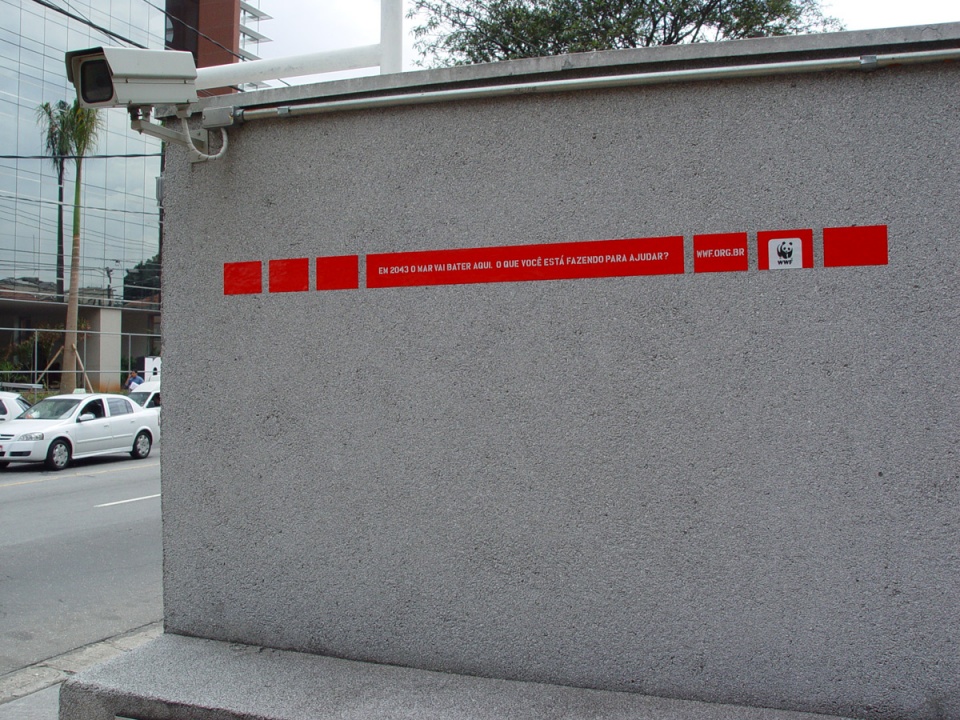 EM 2043 O MAR VAI BATER AQUI. O QUE VOCÊ ESTÁ FAZENDO PARA AJUDAR?
WWF.ORG.BR
WWF